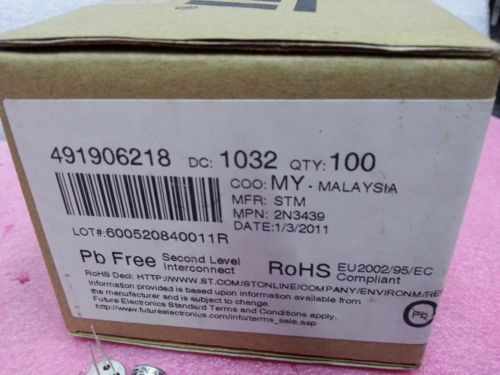 491906218 DC: 1032 QTY: 100
COO: MY - MALAYSIA
MFR: STM
MPN: 2N3439
DATE:1/3/2011
LOT#:600520840011R
Pb Free Second Level Interconnect
RoHS EU2002/95/EC Compliant
RoHS Decl: HTTP://WWW.ST.COM/STONLINE/COMPANY/ENVIRONM/RE
Information provided is based upon information available from
the manufacturer and is subject to change.
Future Electronics Standard Terms and Conditions apply.
http://www.futureelectronics.com/info/terms_sale.asp
Pb